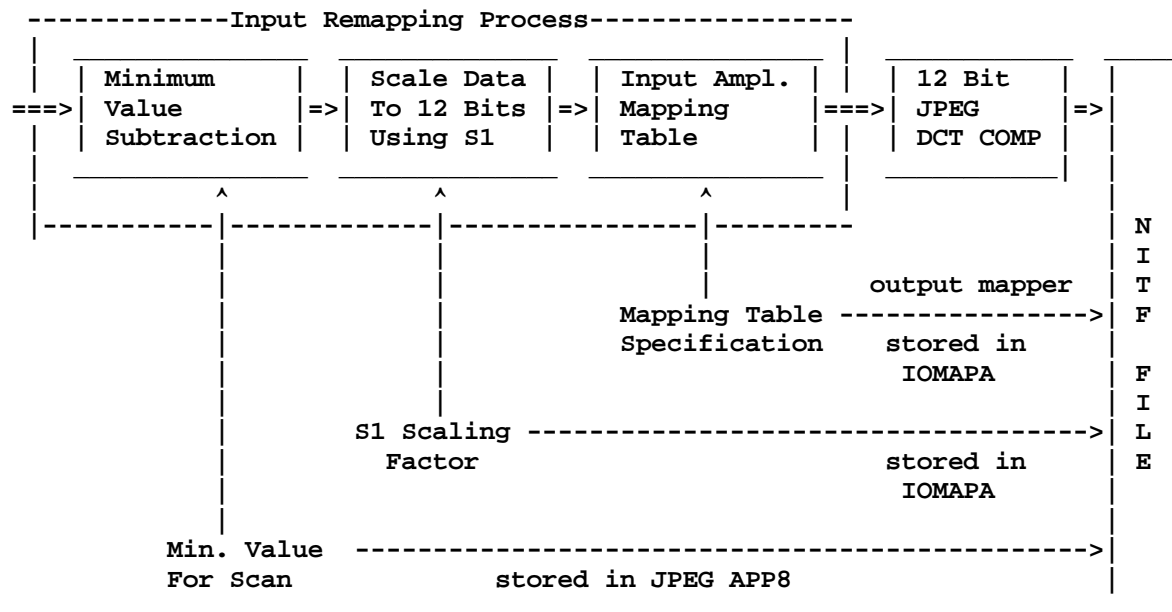 Input Remapping Process
Minimum Scale Data Input Ampl. 12 Bit
===> Value => To 12 Bits => Mapping ===> JPEG =>
Subtraction Using S1 Table DCT COMP
N
I
output mapper T
Mapping Table F
Specification stored in
IOMAPA F
I
S1 Scaling L
Factor stored in E
IOMAPA
Min. Value
For Scan stored in JPEG APP8